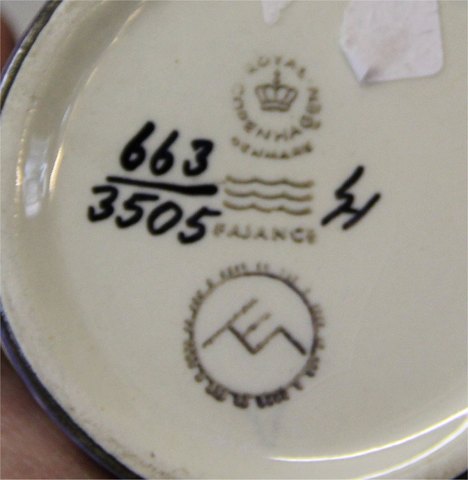 ROYAL
COPENHAGEN
DENMARK
663
3505
FAJANCE